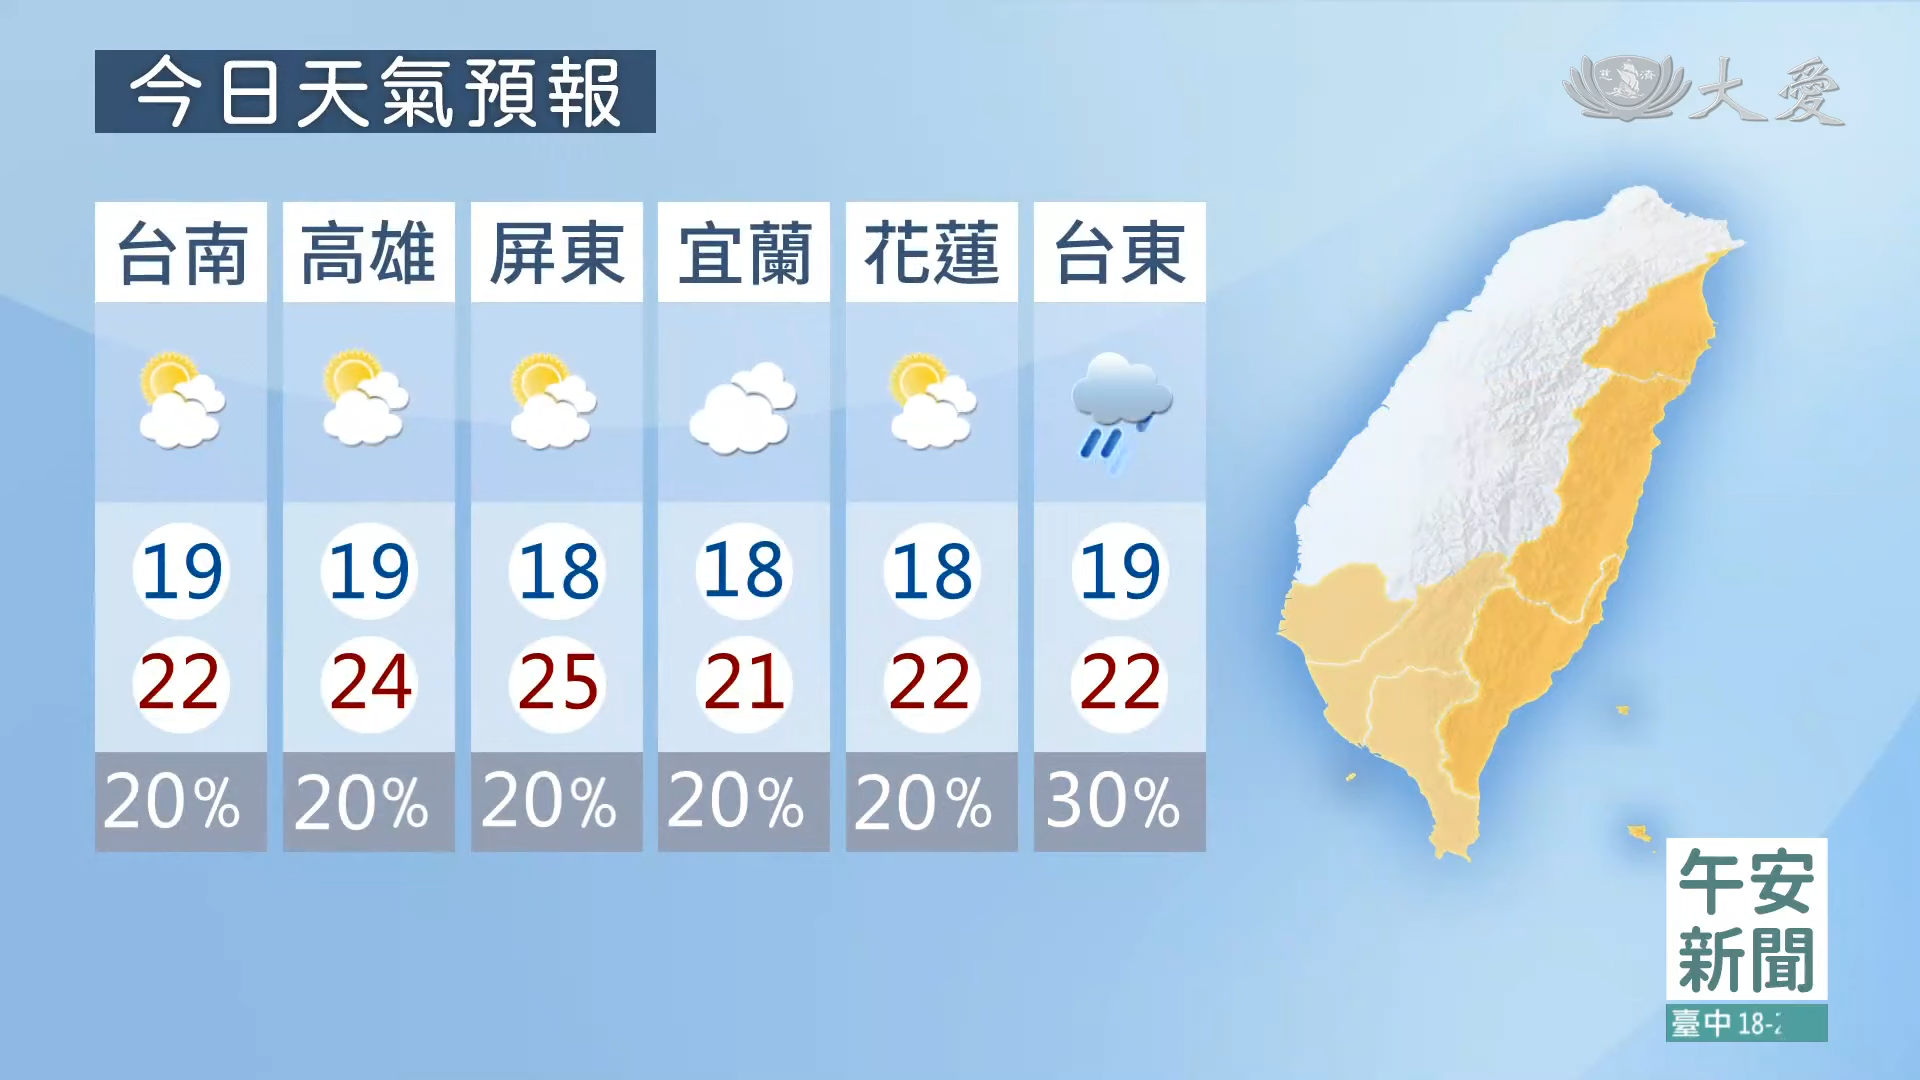 今日天氣預報
大愛
慈濟
台南 高雄 屏東 宜蘭 花蓮 台東
19 19 18 18 18 19
22 24 25 21 22 22
20% 20% 20% 20% 20% 30%
午安
新聞
臺中 18-